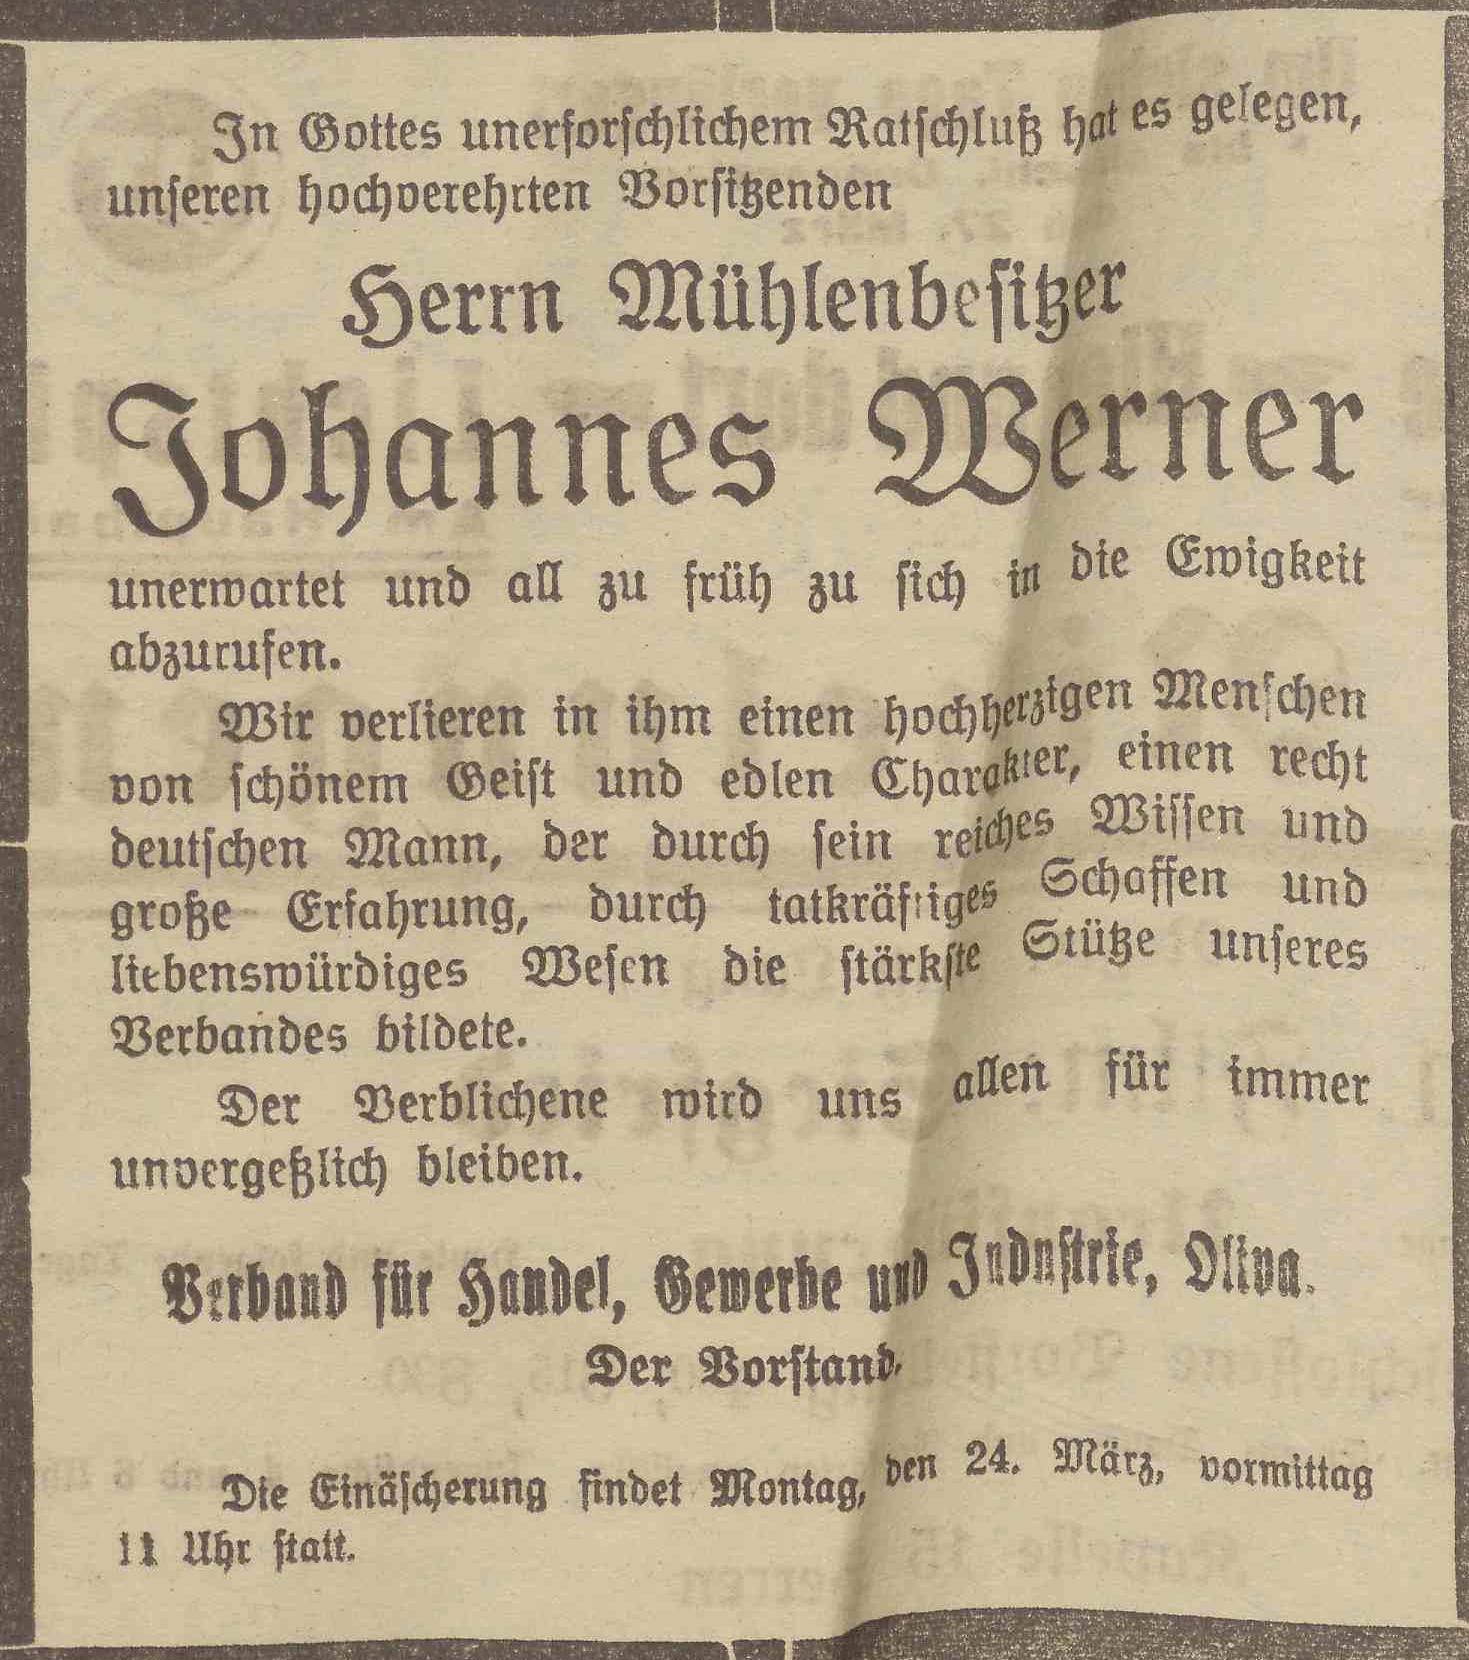 In Gottes unerforschlichem Ratschluß hat es gelegen,
unseren hochverehrten Vorsitzenden
Herrn Mühlenbesitzer
Johannes Werner
unerwartet und all zu früh zu sich in die Ewigkeit
abzurufen.
Wir verlieren in ihm einen hochherzigen Menschen
von schönem Geist und edlen Charakter, einen recht
deutschen Mann, der durch sein reiches Wissen und
große Erfahrung, durch tatkräftiges Schaffen und
liebenswürdiges Wesen die stärkste Stütze unseres
Verbandes bildete.
Der Verblichene wird uns allen für immer
unvergeßlich bleiben.
Verband für Handel, Gewerbe und Industrie, Oliva.
Der Vorstand.
Die Einäscherung findet Montag, den 24. März, vormittag
11 Uhr statt.